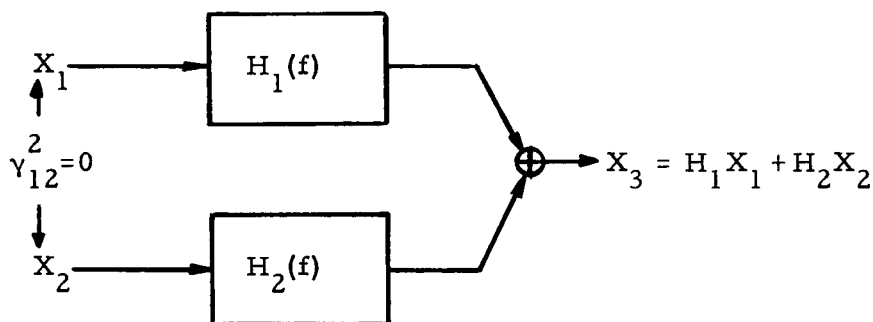 X₁
H₁(f)
γ²₁₂=0
X₃ = H₁X₁+H₂X₂
X₂
H₂(f)